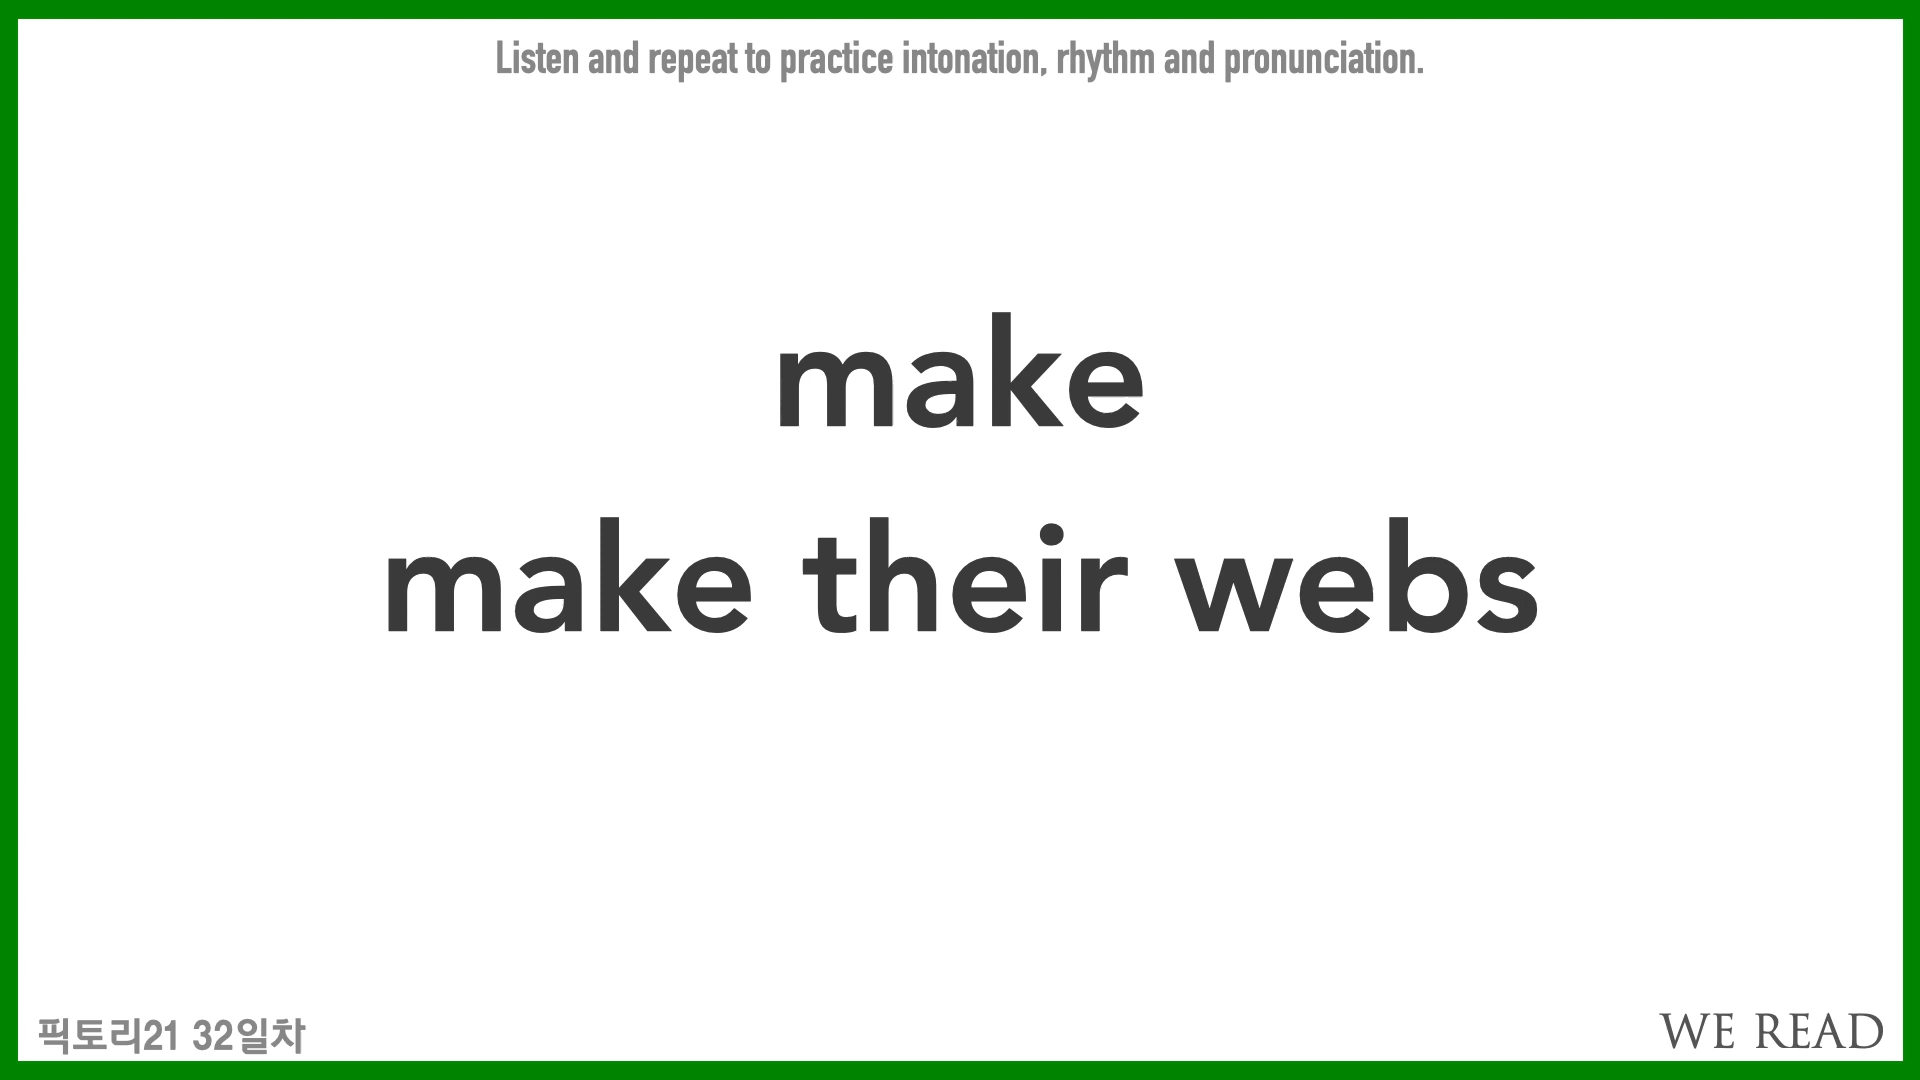 Listen and repeat to practice intonation, rhythm and pronunciation.
make
make their webs
픽토리21 32일차
WE READ